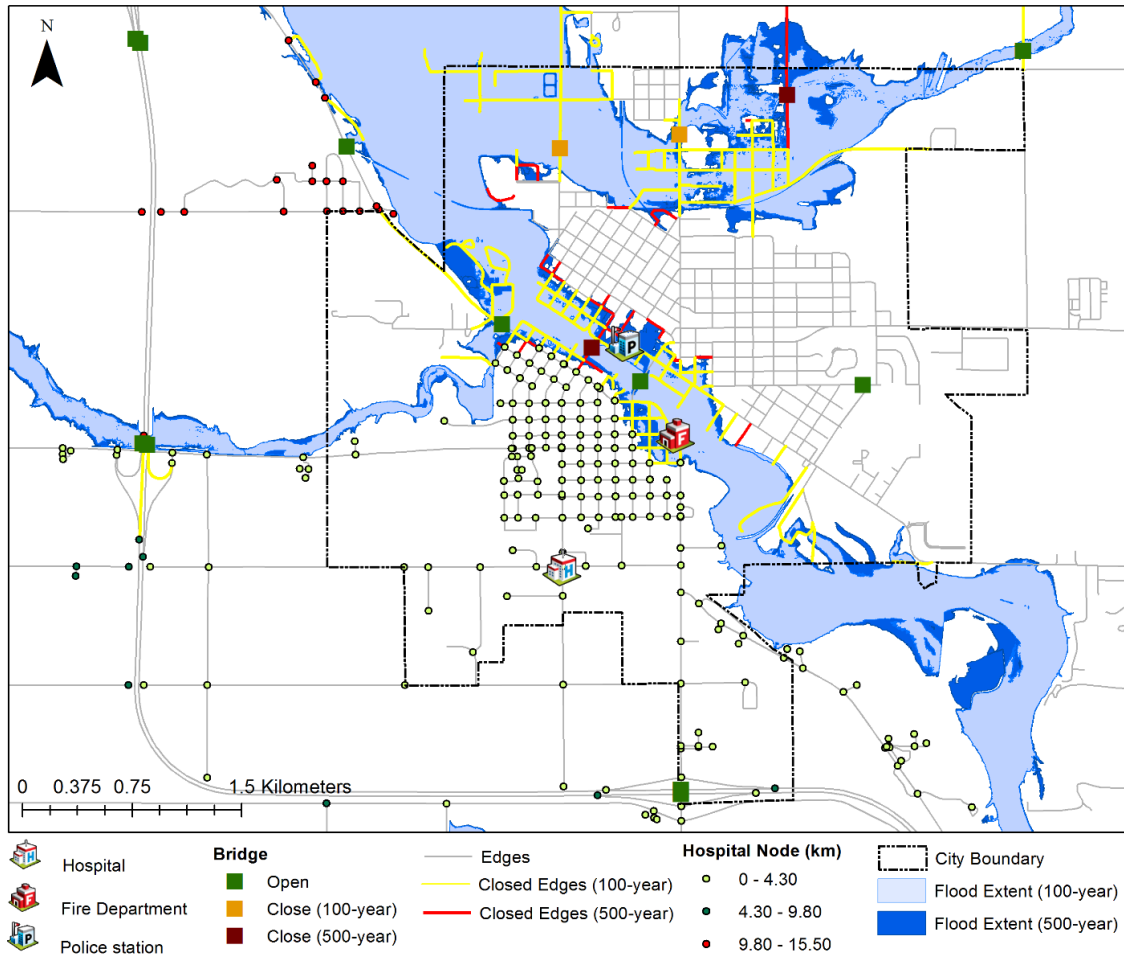 N
P
F
H
0 0.375 0.75 1.5 Kilometers
H
Hospital
F
Fire Department
P
Police station
Bridge
Open
Close (100-year)
Close (500-year)
Edges
Closed Edges (100-year)
Closed Edges (500-year)
Hospital Node (km)
0 - 4.30
4.30 - 9.80
9.80 - 15.50
City Boundary
Flood Extent (100-year)
Flood Extent (500-year)